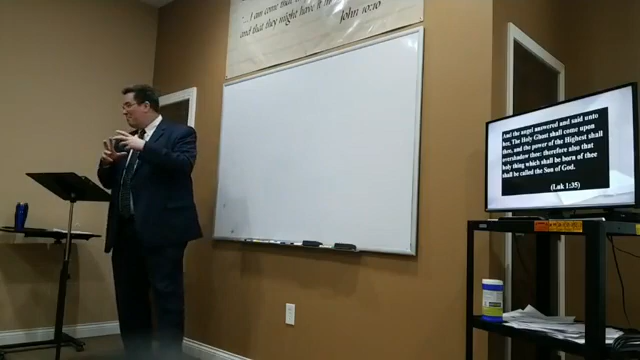 "...I am come that they
and that they might have it m
John 10:10
And the angel answered and said unto
her, The Holy Ghost shall come upon
thee, and the power of the Highest shall
overshadow thee: therefore also that
holy thing which shall be born of thee
shall be called the Son of God.
(Luk 1:35)